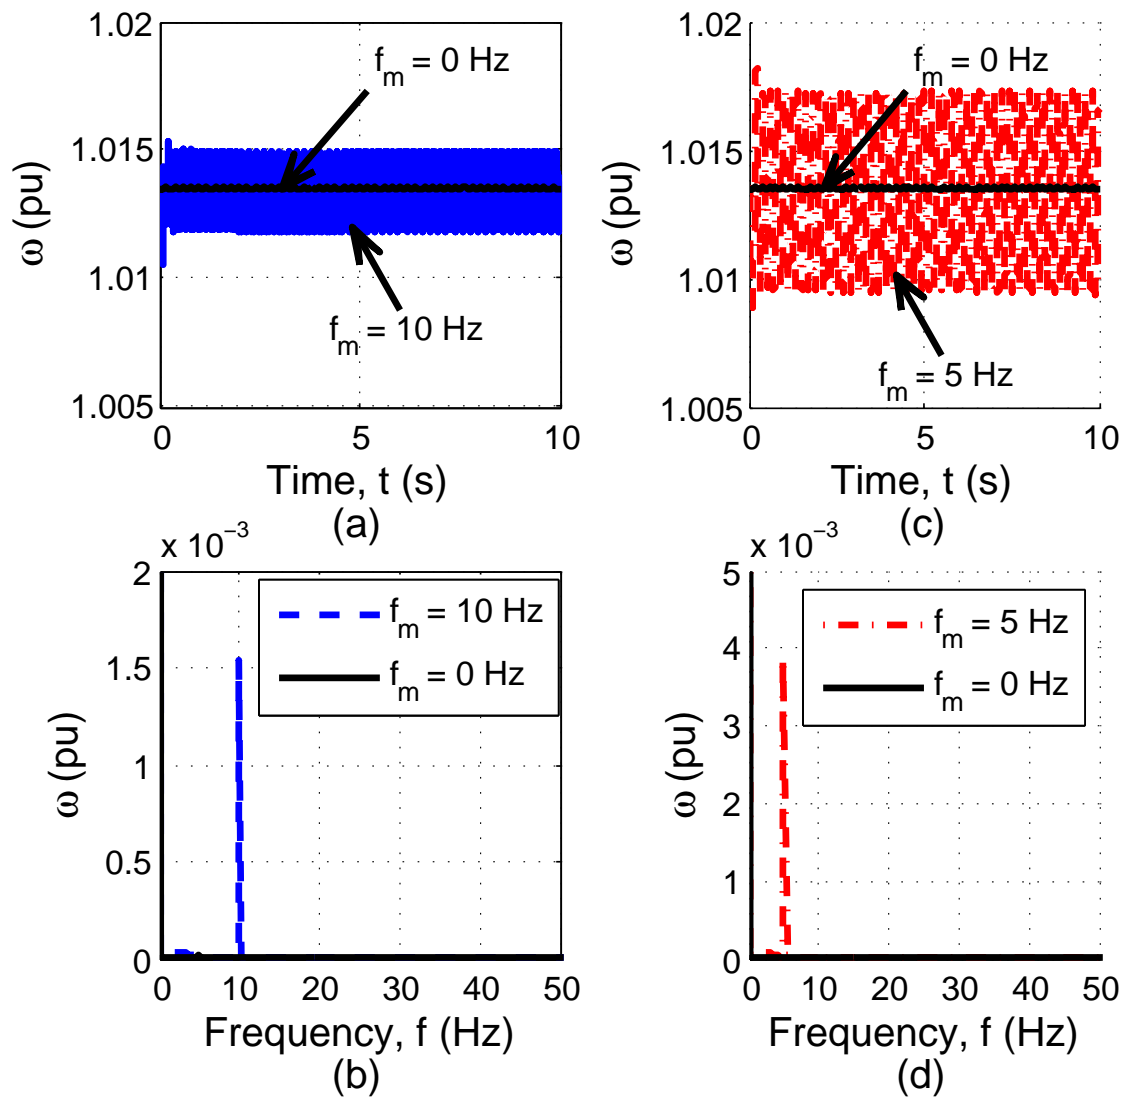 1.02
f_m = 0 Hz
1.015
ω (pu)
1.01
f_m = 10 Hz
1.005
0 5 10
Time, t (s)
(a)
1.02
f_m = 0 Hz
1.015
ω (pu)
1.01
f_m = 5 Hz
1.005
0 5 10
Time, t (s)
(c)
x 10⁻³
2
f_m = 10 Hz
1.5
f_m = 0 Hz
ω (pu)
1
0.5
0
0 10 20 30 40 50
Frequency, f (Hz)
(b)
x 10⁻³
5
f_m = 5 Hz
4
f_m = 0 Hz
3
ω (pu)
2
1
0
0 10 20 30 40 50
Frequency, f (Hz)
(d)